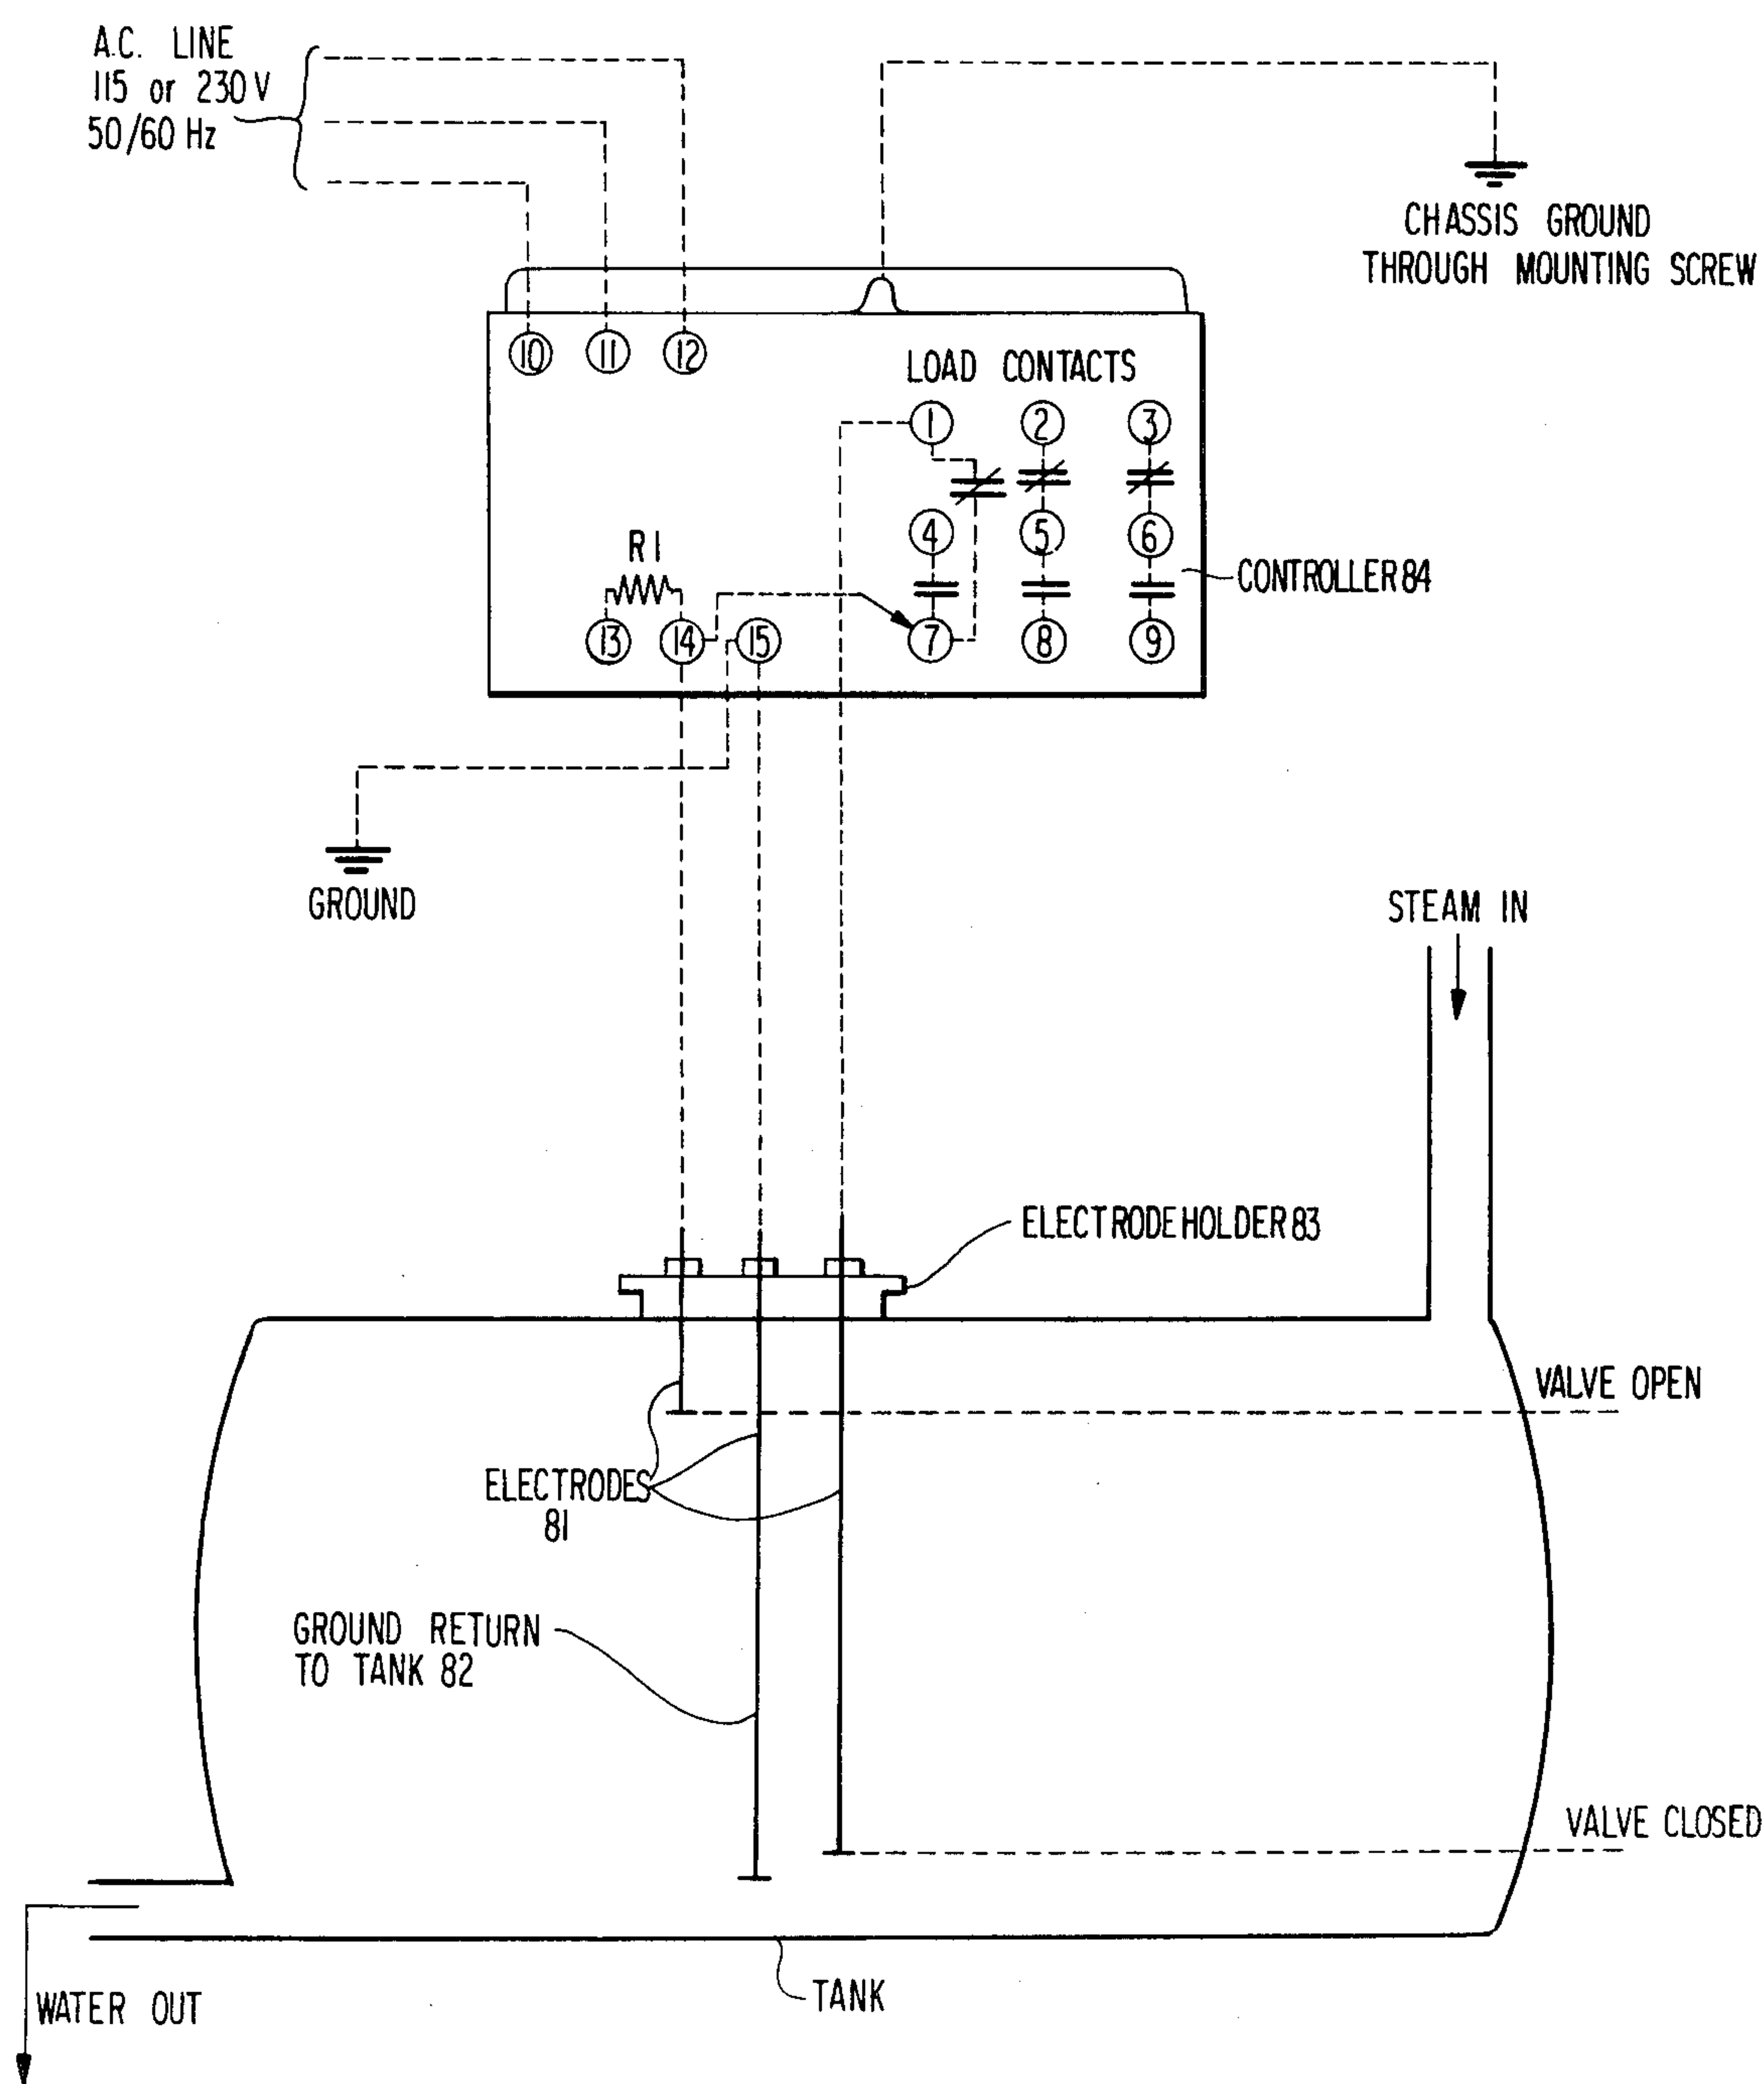 A.C. LINE
115 or 230 V
50/60 Hz
CHASSIS GROUND
THROUGH MOUNTING SCREW
10 11 12
LOAD CONTACTS
1 2 3
4 5 6
R1
CONTROLLER 84
13 14 15 7 8 9
GROUND
STEAM IN
ELECTRODE HOLDER 83
VALVE OPEN
ELECTRODES
81
GROUND RETURN
TO TANK 82
VALVE CLOSED
TANK
WATER OUT